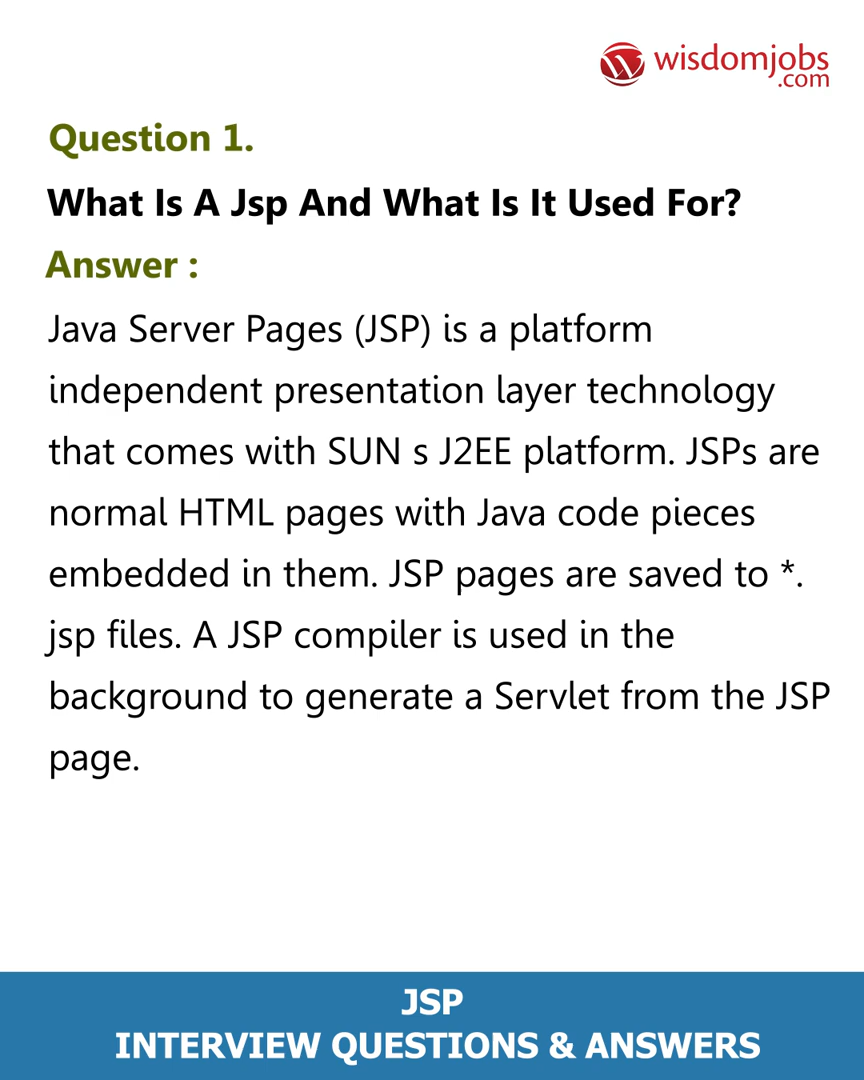 wisdomjobs
.com
Question 1.
What Is A Jsp And What Is It Used For?
Answer :
Java Server Pages (JSP) is a platform
independent presentation layer technology
that comes with SUN s J2EE platform. JSPs are
normal HTML pages with Java code pieces
embedded in them. JSP pages are saved to *.
jsp files. A JSP compiler is used in the
background to generate a Servlet from the JSP
page.
JSP
INTERVIEW QUESTIONS & ANSWERS